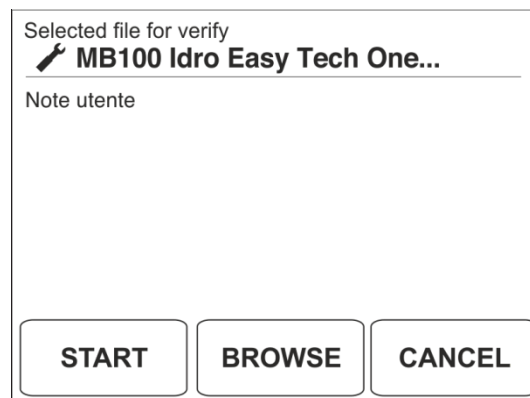 Selected file for verify
MB100 Idro Easy Tech One...
Note utente
START
BROWSE
CANCEL